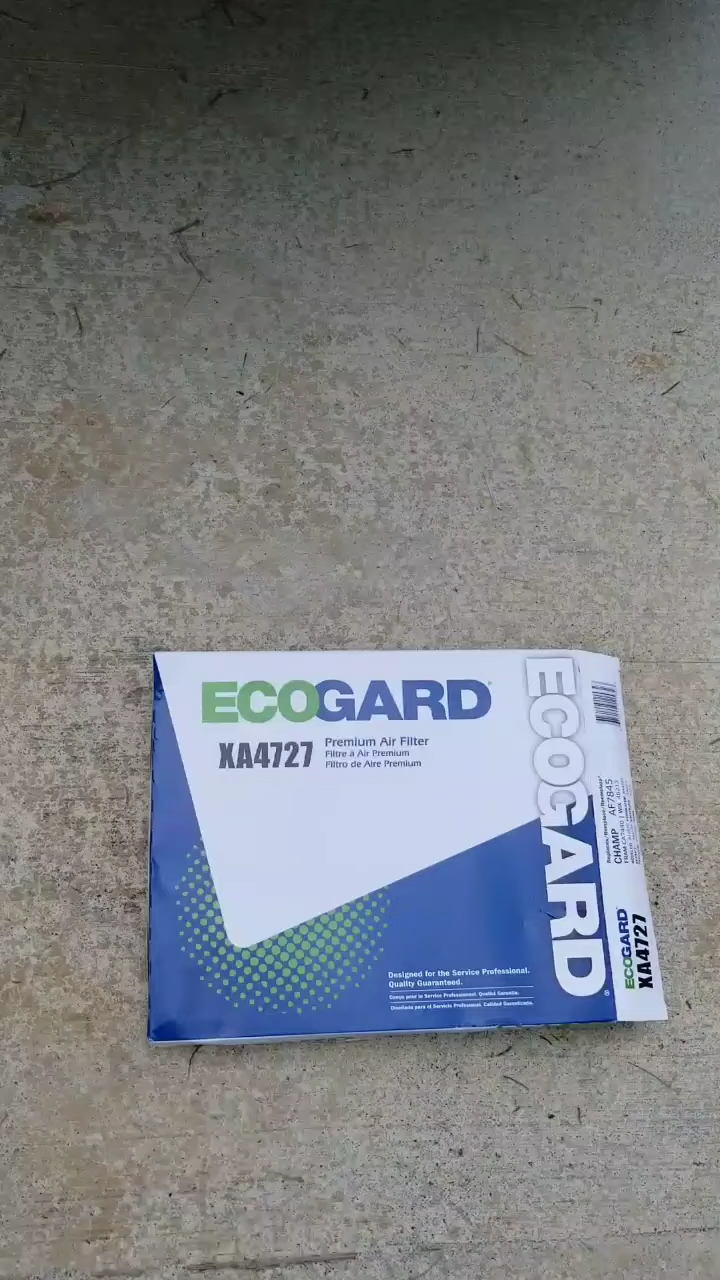 ECOGARD®
XA4727
Premium Air Filter
Filtre à Air Premium
Filtro de Aire Premium
Designed for the Service Professional.
Quality Guaranteed.
Conçu pour le Service Professionnel. Qualité Garantie.
Diseñado para el Servicio Profesional. Calidad Garantizada.
ECOGARD®
CHAMP AF7845
ECOGARD
XA4727